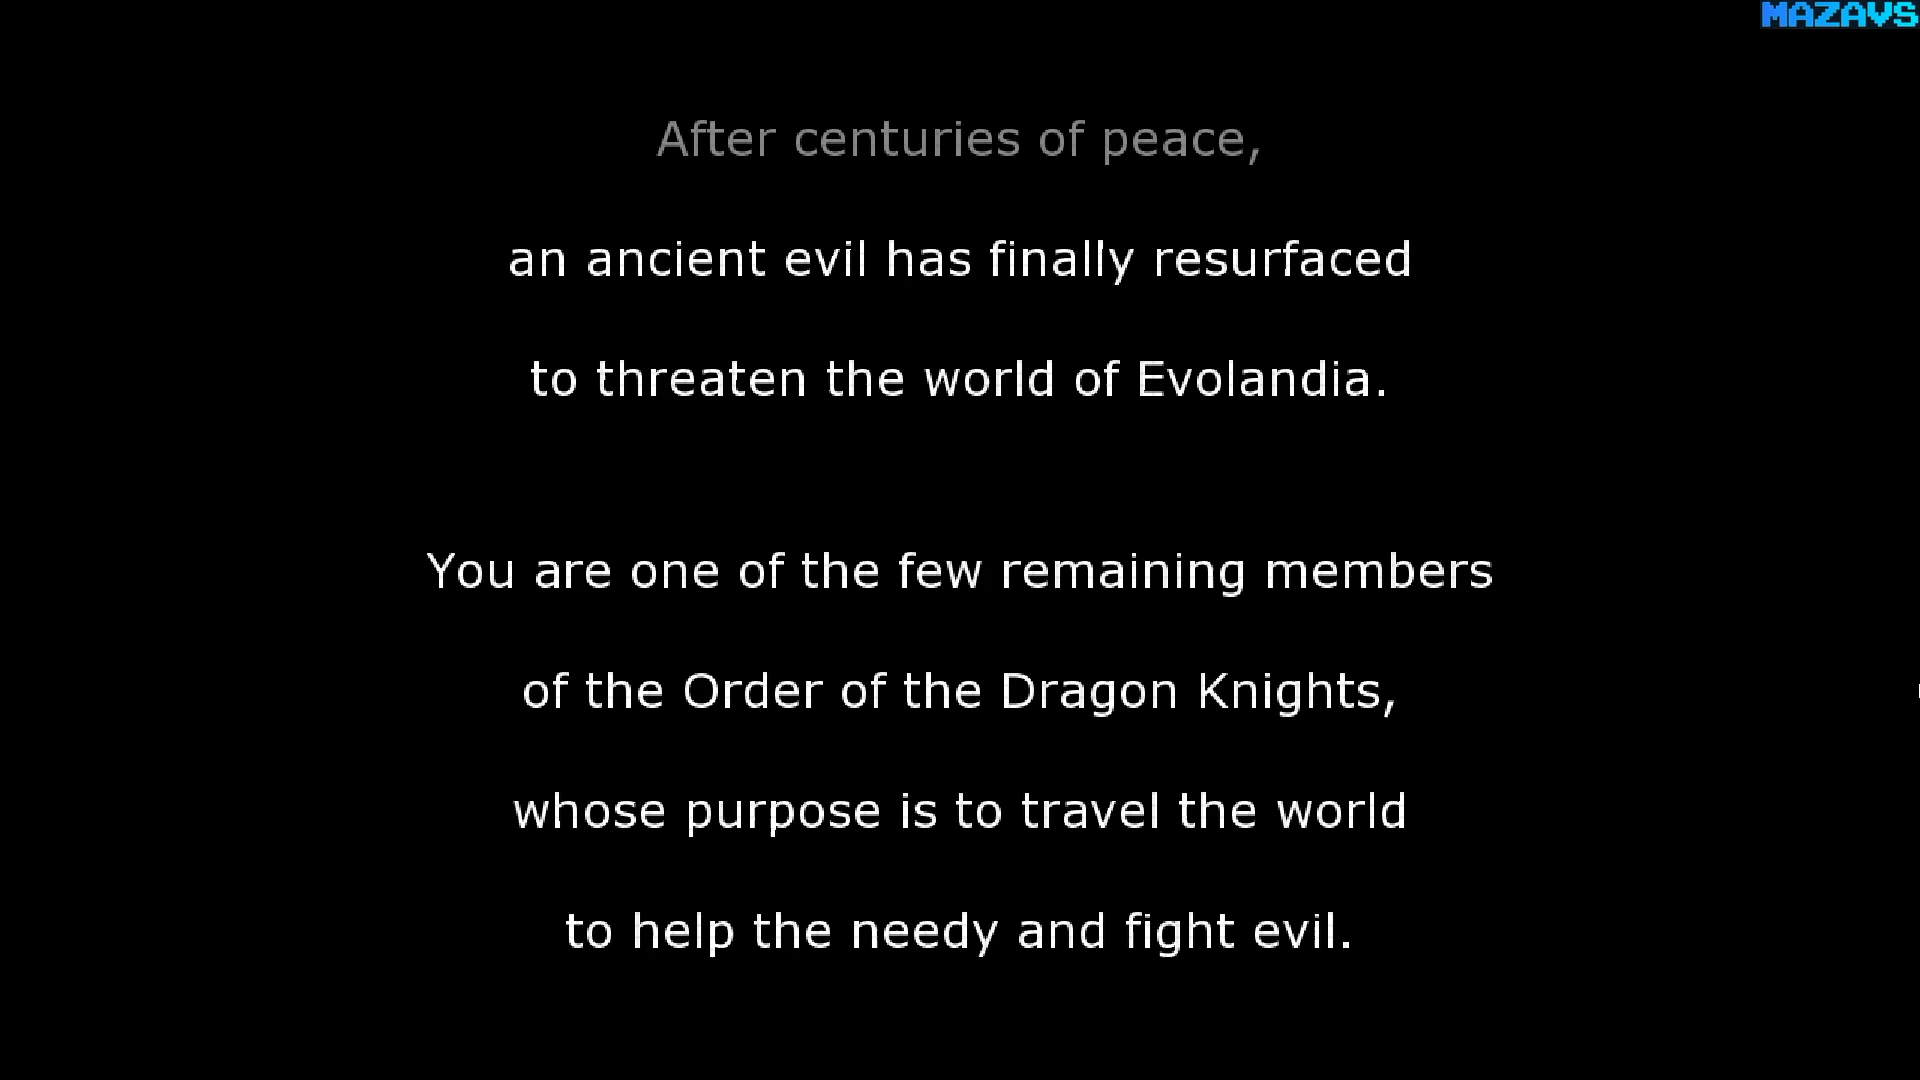 MAZAVS
After centuries of peace,
an ancient evil has finally resurfaced
to threaten the world of Evolandia.
You are one of the few remaining members
of the Order of the Dragon Knights,
whose purpose is to travel the world
to help the needy and fight evil.